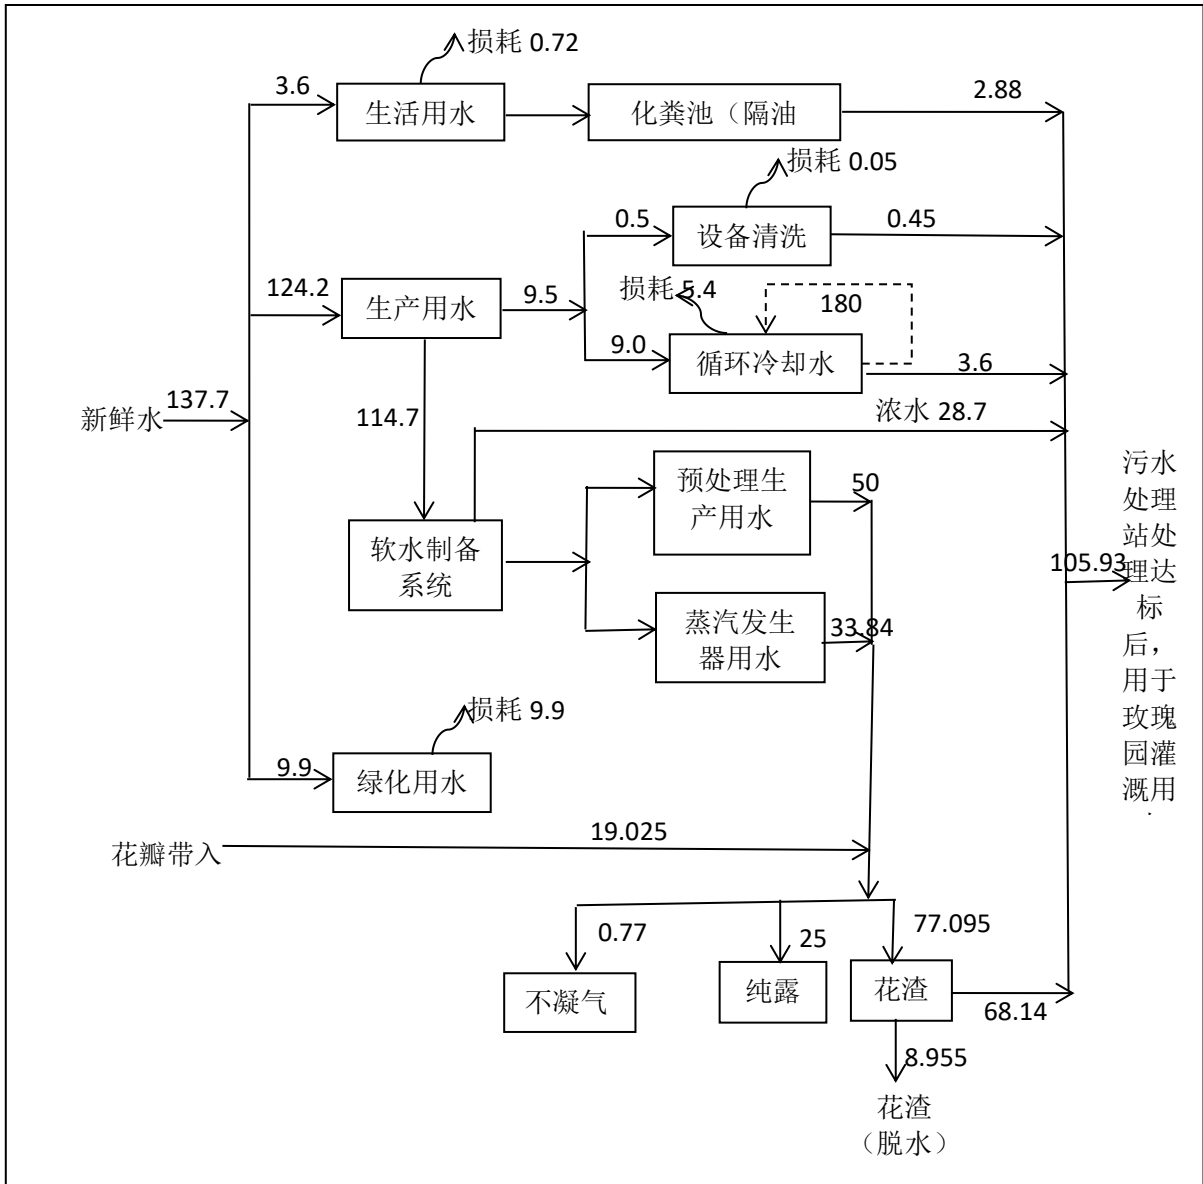 损耗 0.72
3.6
生活用水
化粪池（隔油
2.88
损耗 0.05
0.5
设备清洗
0.45
124.2
生产用水
9.5
损耗 5.4
180
9.0
循环冷却水
3.6
新鲜水
137.7
114.7
浓水 28.7
预处理生
产用水
50
软水制备
系统
蒸汽发生
器用水
33.84
105.93
污水
处理
站处
理达
标
后，
用于
玫瑰
园灌
溉用
损耗 9.9
9.9
绿化用水
花瓣带入
19.025
0.77
25
77.095
不凝气
纯露
花渣
68.14
8.955
花渣
（脱水）